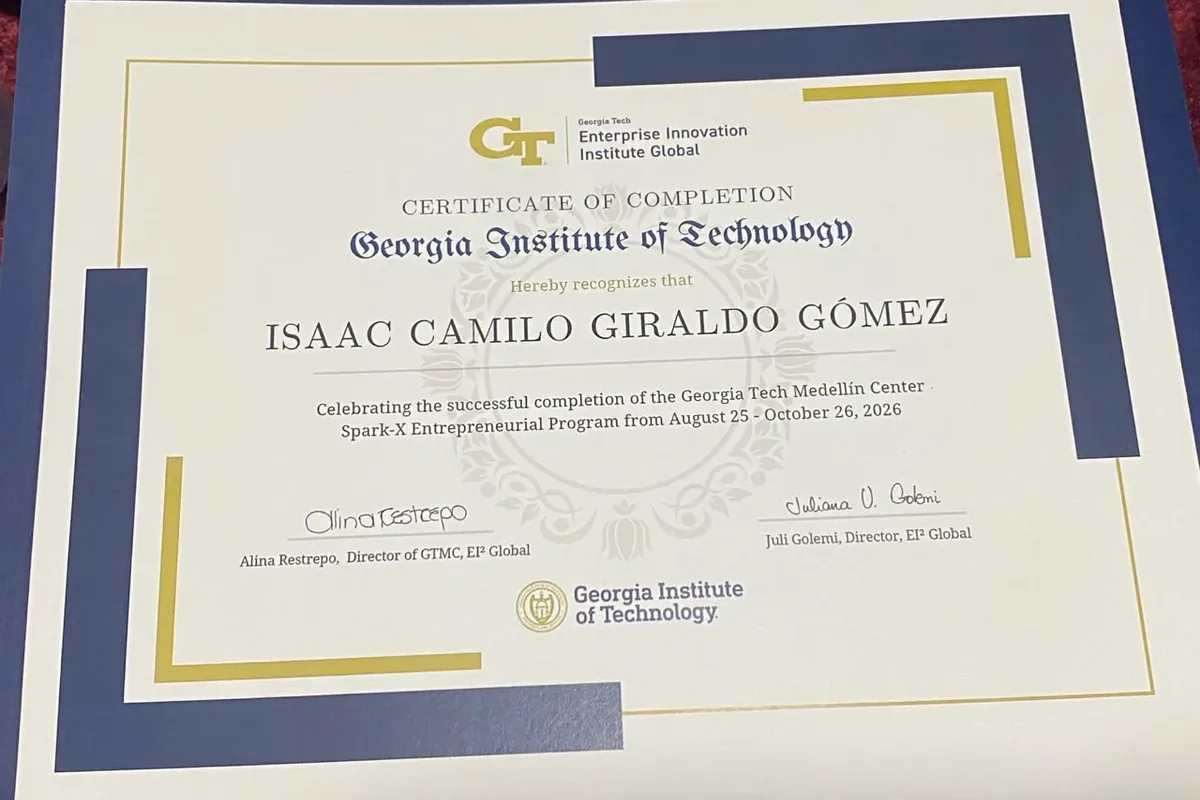 GT
Georgia Tech
Enterprise Innovation
Institute Global
CERTIFICATE OF COMPLETION
Georgia Institute of Technology
Hereby recognizes that
ISAAC CAMILO GIRALDO GÓMEZ
Celebrating the successful completion of the Georgia Tech Medellín Center
Spark-X Entrepreneurial Program from August 25 - October 26, 2026
Alina Restrepo
Alina Restrepo, Director of GTMC, EI² Global
Juliana V. Golemi
Juli Golemi, Director, EI² Global
Georgia Institute
of Technology.